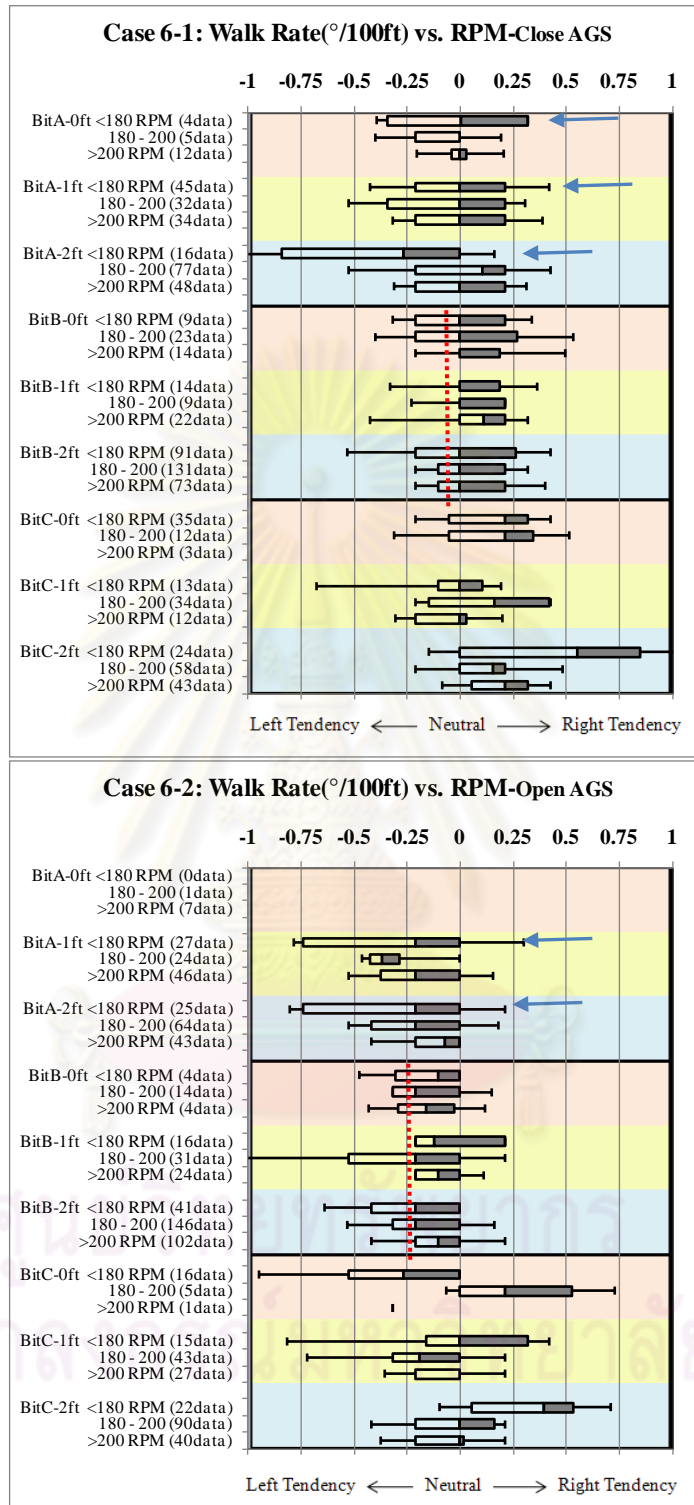 Case 6-1: Walk Rate(°/100ft) vs. RPM-Close AGS
-1 -0.75 -0.5 -0.25 0 0.25 0.5 0.75 1
BitA-0ft <180 RPM (4data)
180 - 200 (5data)
>200 RPM (12data)
BitA-1ft <180 RPM (45data)
180 - 200 (32data)
>200 RPM (34data)
BitA-2ft <180 RPM (16data)
180 - 200 (77data)
>200 RPM (48data)
BitB-0ft <180 RPM (9data)
180 - 200 (23data)
>200 RPM (14data)
BitB-1ft <180 RPM (14data)
180 - 200 (9data)
>200 RPM (22data)
BitB-2ft <180 RPM (91data)
180 - 200 (131data)
>200 RPM (73data)
BitC-0ft <180 RPM (35data)
180 - 200 (12data)
>200 RPM (3data)
BitC-1ft <180 RPM (13data)
180 - 200 (34data)
>200 RPM (12data)
BitC-2ft <180 RPM (24data)
180 - 200 (58data)
>200 RPM (43data)
Left Tendency ← Neutral → Right Tendency
Case 6-2: Walk Rate(°/100ft) vs. RPM-Open AGS
-1 -0.75 -0.5 -0.25 0 0.25 0.5 0.75 1
BitA-0ft <180 RPM (0data)
180 - 200 (1data)
>200 RPM (7data)
BitA-1ft <180 RPM (27data)
180 - 200 (24data)
>200 RPM (46data)
BitA-2ft <180 RPM (25data)
180 - 200 (64data)
>200 RPM (43data)
BitB-0ft <180 RPM (4data)
180 - 200 (14data)
>200 RPM (4data)
BitB-1ft <180 RPM (16data)
180 - 200 (31data)
>200 RPM (24data)
BitB-2ft <180 RPM (41data)
180 - 200 (146data)
>200 RPM (102data)
BitC-0ft <180 RPM (16data)
180 - 200 (5data)
>200 RPM (1data)
BitC-1ft <180 RPM (15data)
180 - 200 (43data)
>200 RPM (27data)
BitC-2ft <180 RPM (22data)
180 - 200 (90data)
>200 RPM (40data)
Left Tendency ← Neutral → Right Tendency
ศูนย์วิทยทรัพยากร